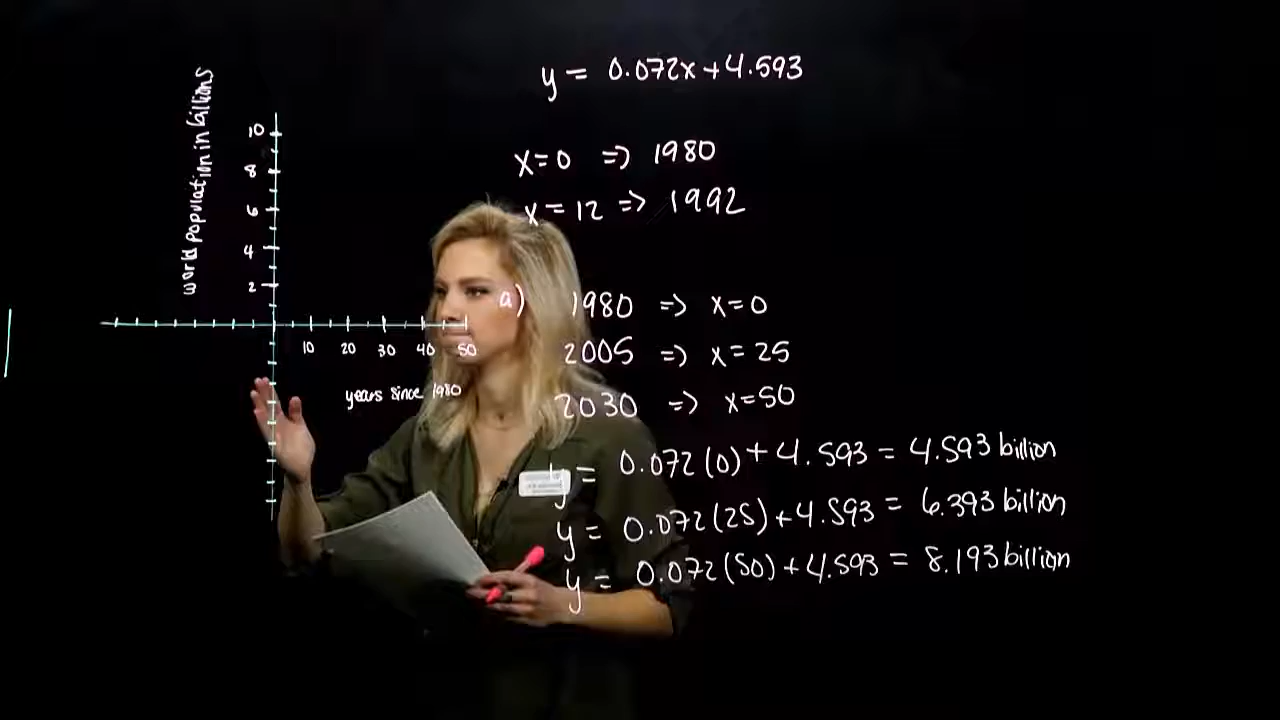 y = 0.072x + 4.593
x = 0 => 1980
x = 12 => 1992
world population in billions
10
8
6
4
2
10 20 30 40 50
years since 1980
a) 1980 => x = 0
2005 => x = 25
2030 => x = 50
y = 0.072(0) + 4.593 = 4.593 billion
y = 0.072(25) + 4.593 = 6.393 billion
y = 0.072(50) + 4.593 = 8.193 billion